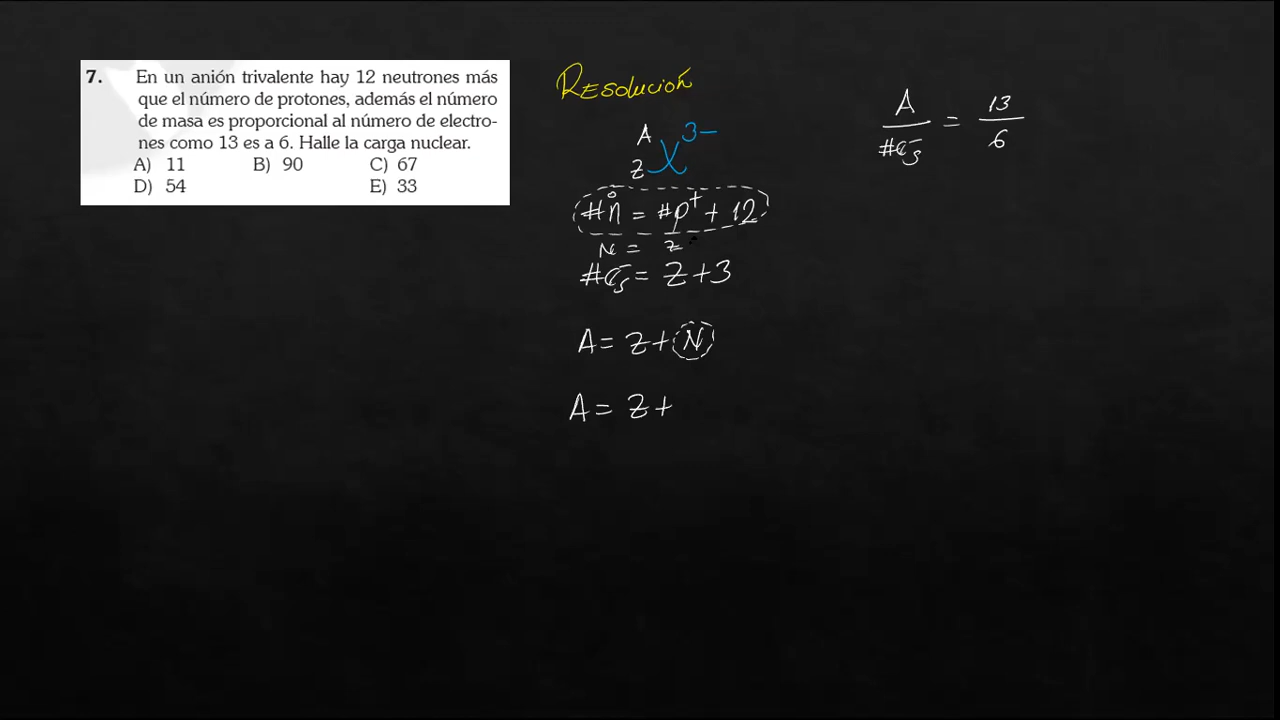 7. En un anión trivalente hay 12 neutrones más
que el número de protones, además el número
de masa es proporcional al número de electro-
nes como 13 es a 6. Halle la carga nuclear.
A) 11 B) 90 C) 67
D) 54 E) 33
Resolución
A 3-
Z
#n° = #p⁺ + 12
N = Z
#e⁻s = Z+3
A = Z+N
A = Z+
A/#e⁻s = 13/6